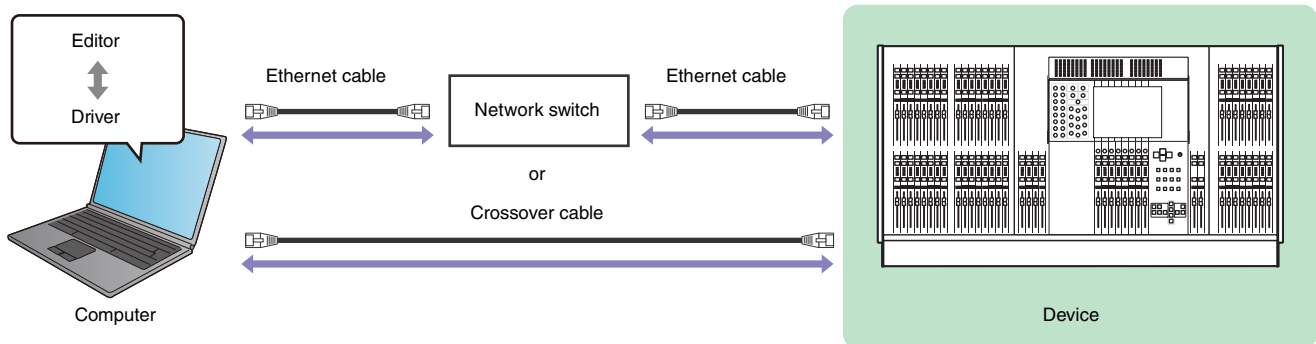 Editor
Driver
Computer
Ethernet cable
Network switch
Ethernet cable
or
Crossover cable
Device